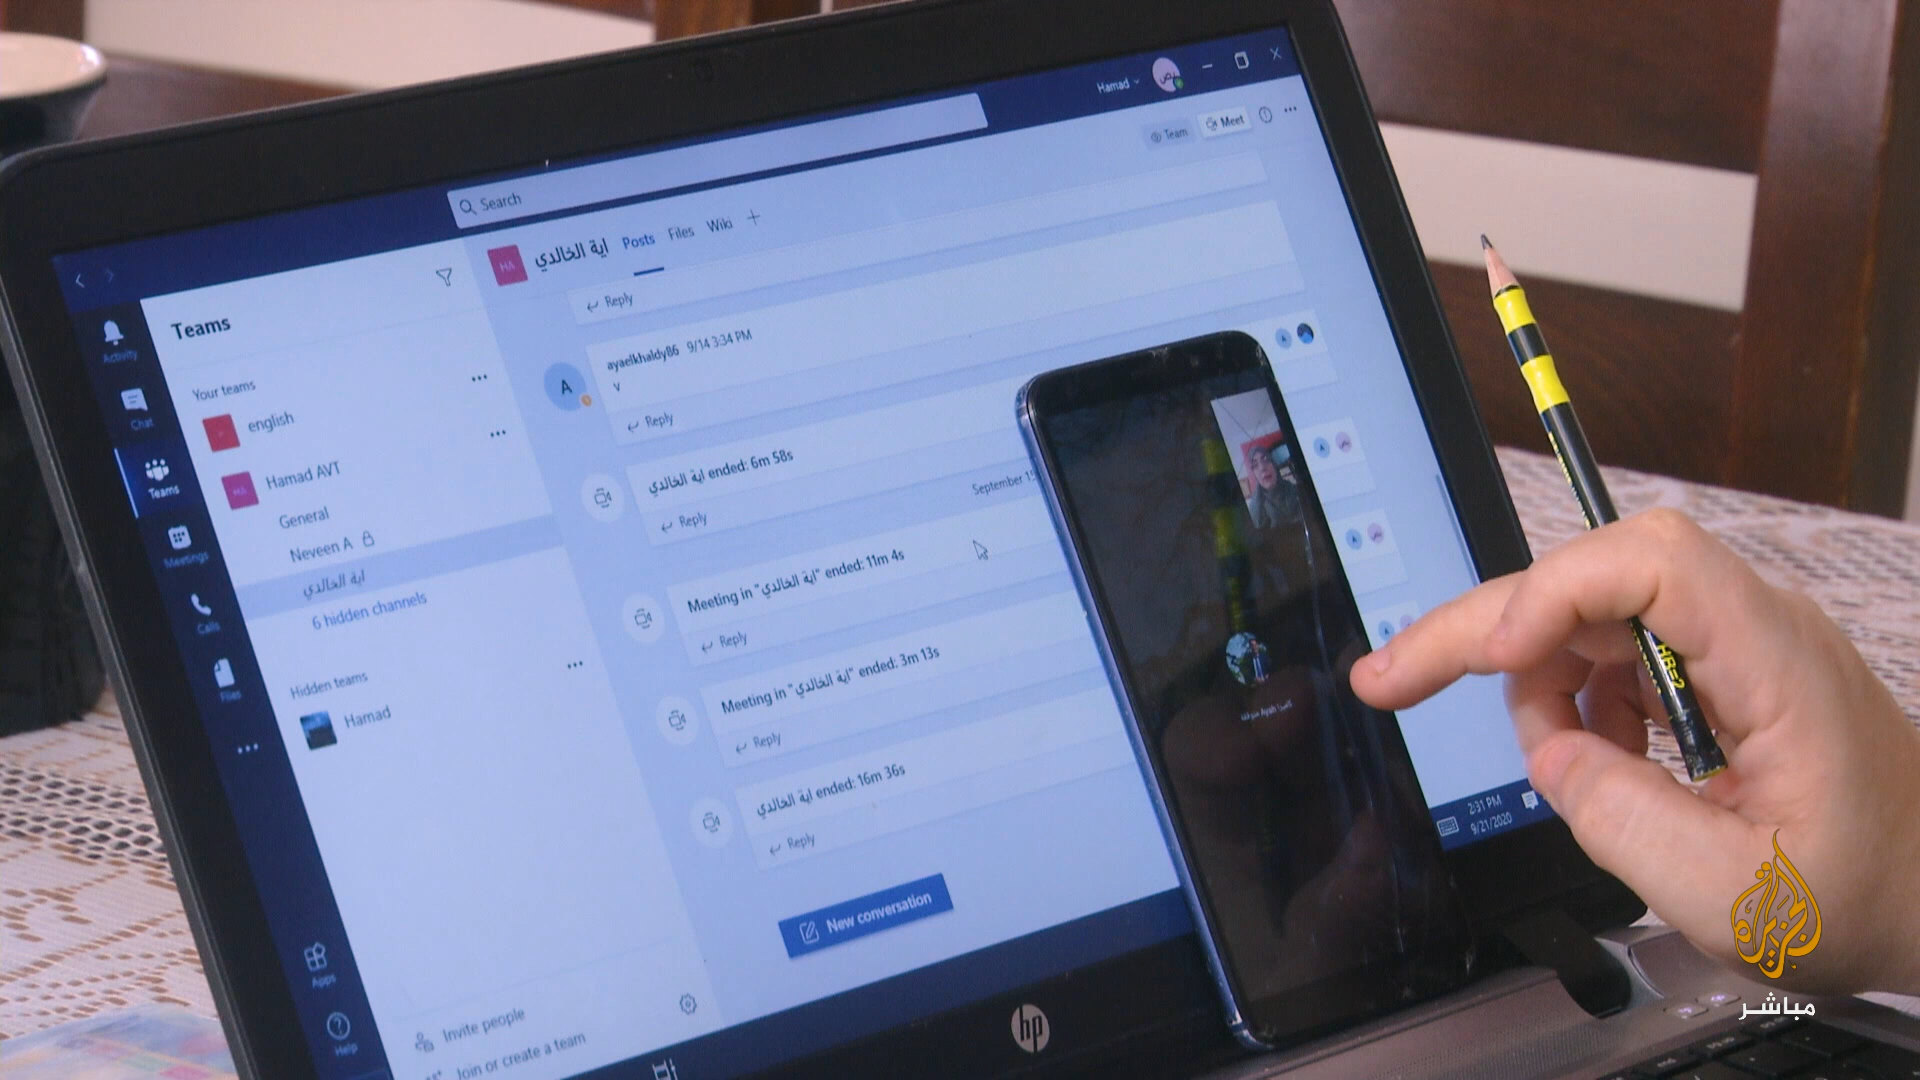 Hamad
Search
Team
Meet
اية الخالدي
Posts
Files
Wiki
Reply
Activity
Chat
Teams
Meetings
Calls
Files
Apps
Help
Teams
Your teams
english
HA
Hamad AVT
General
Neveen A
اية الخالدي
6 hidden channels
Hidden teams
Hamad
Invite people
Join or create a team
A
ayaelkhaldy86 9/14 3:34 PM
v
Reply
اية الخالدي ended: 6m 58s
Reply
September 15
Meeting in "اية الخالدي" ended: 11m 4s
Reply
Meeting in "اية الخالدي" ended: 3m 13s
Reply
اية الخالدي ended: 16m 36s
Reply
New conversation
2:31 PM
9/21/2020
hp
HB=2
الجزيرة
مباشر